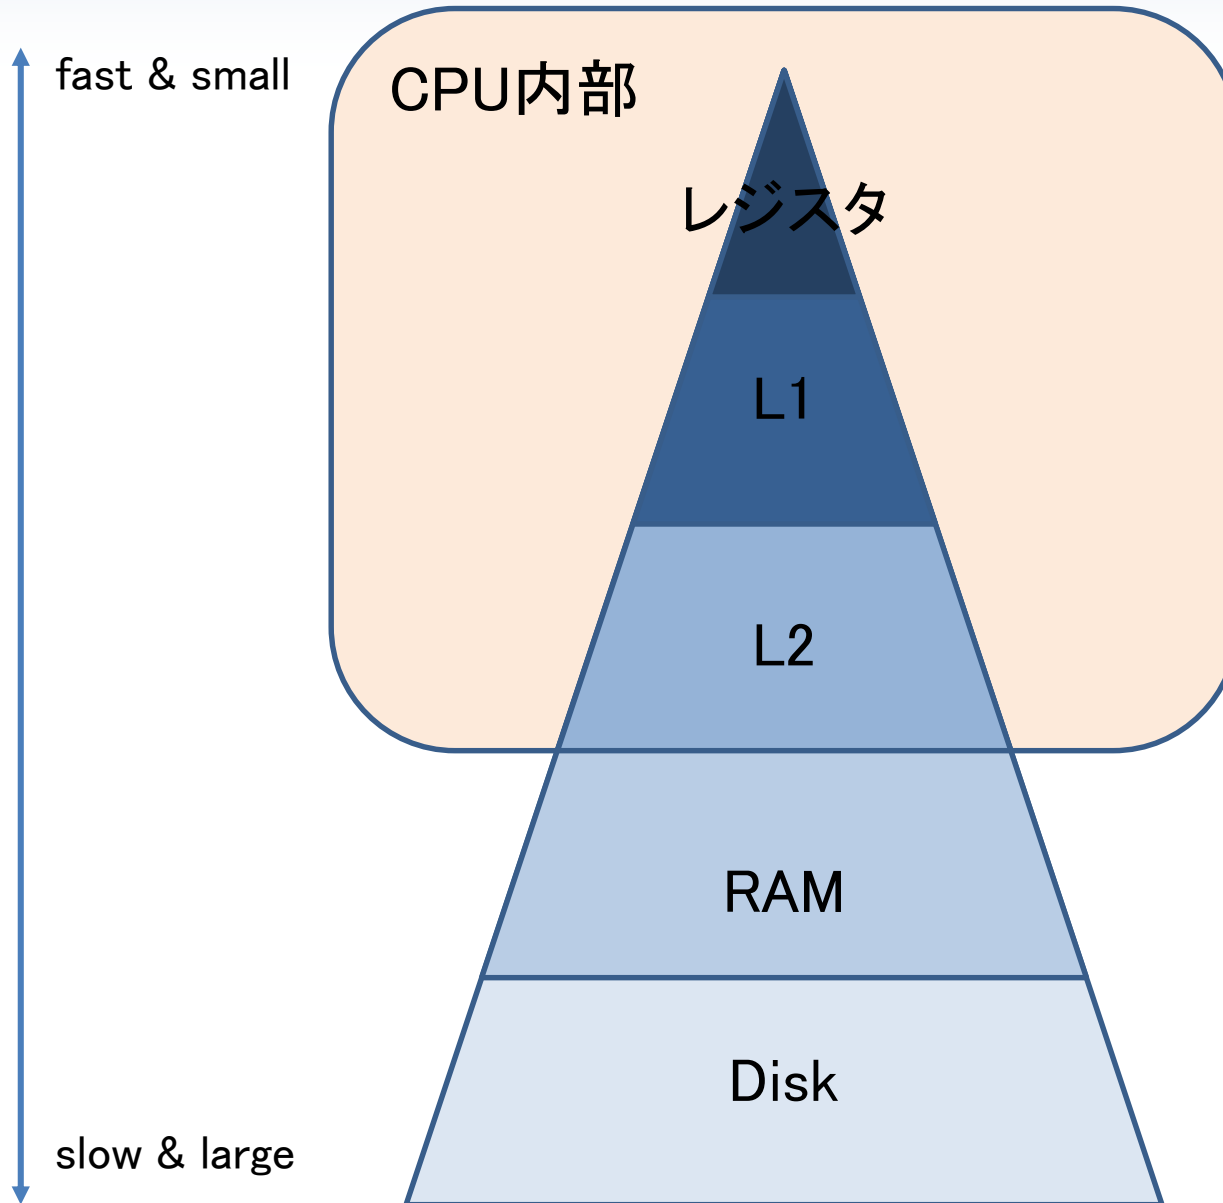 fast & small
CPU内部
レジスタ
L1
L2
RAM
Disk
slow & large